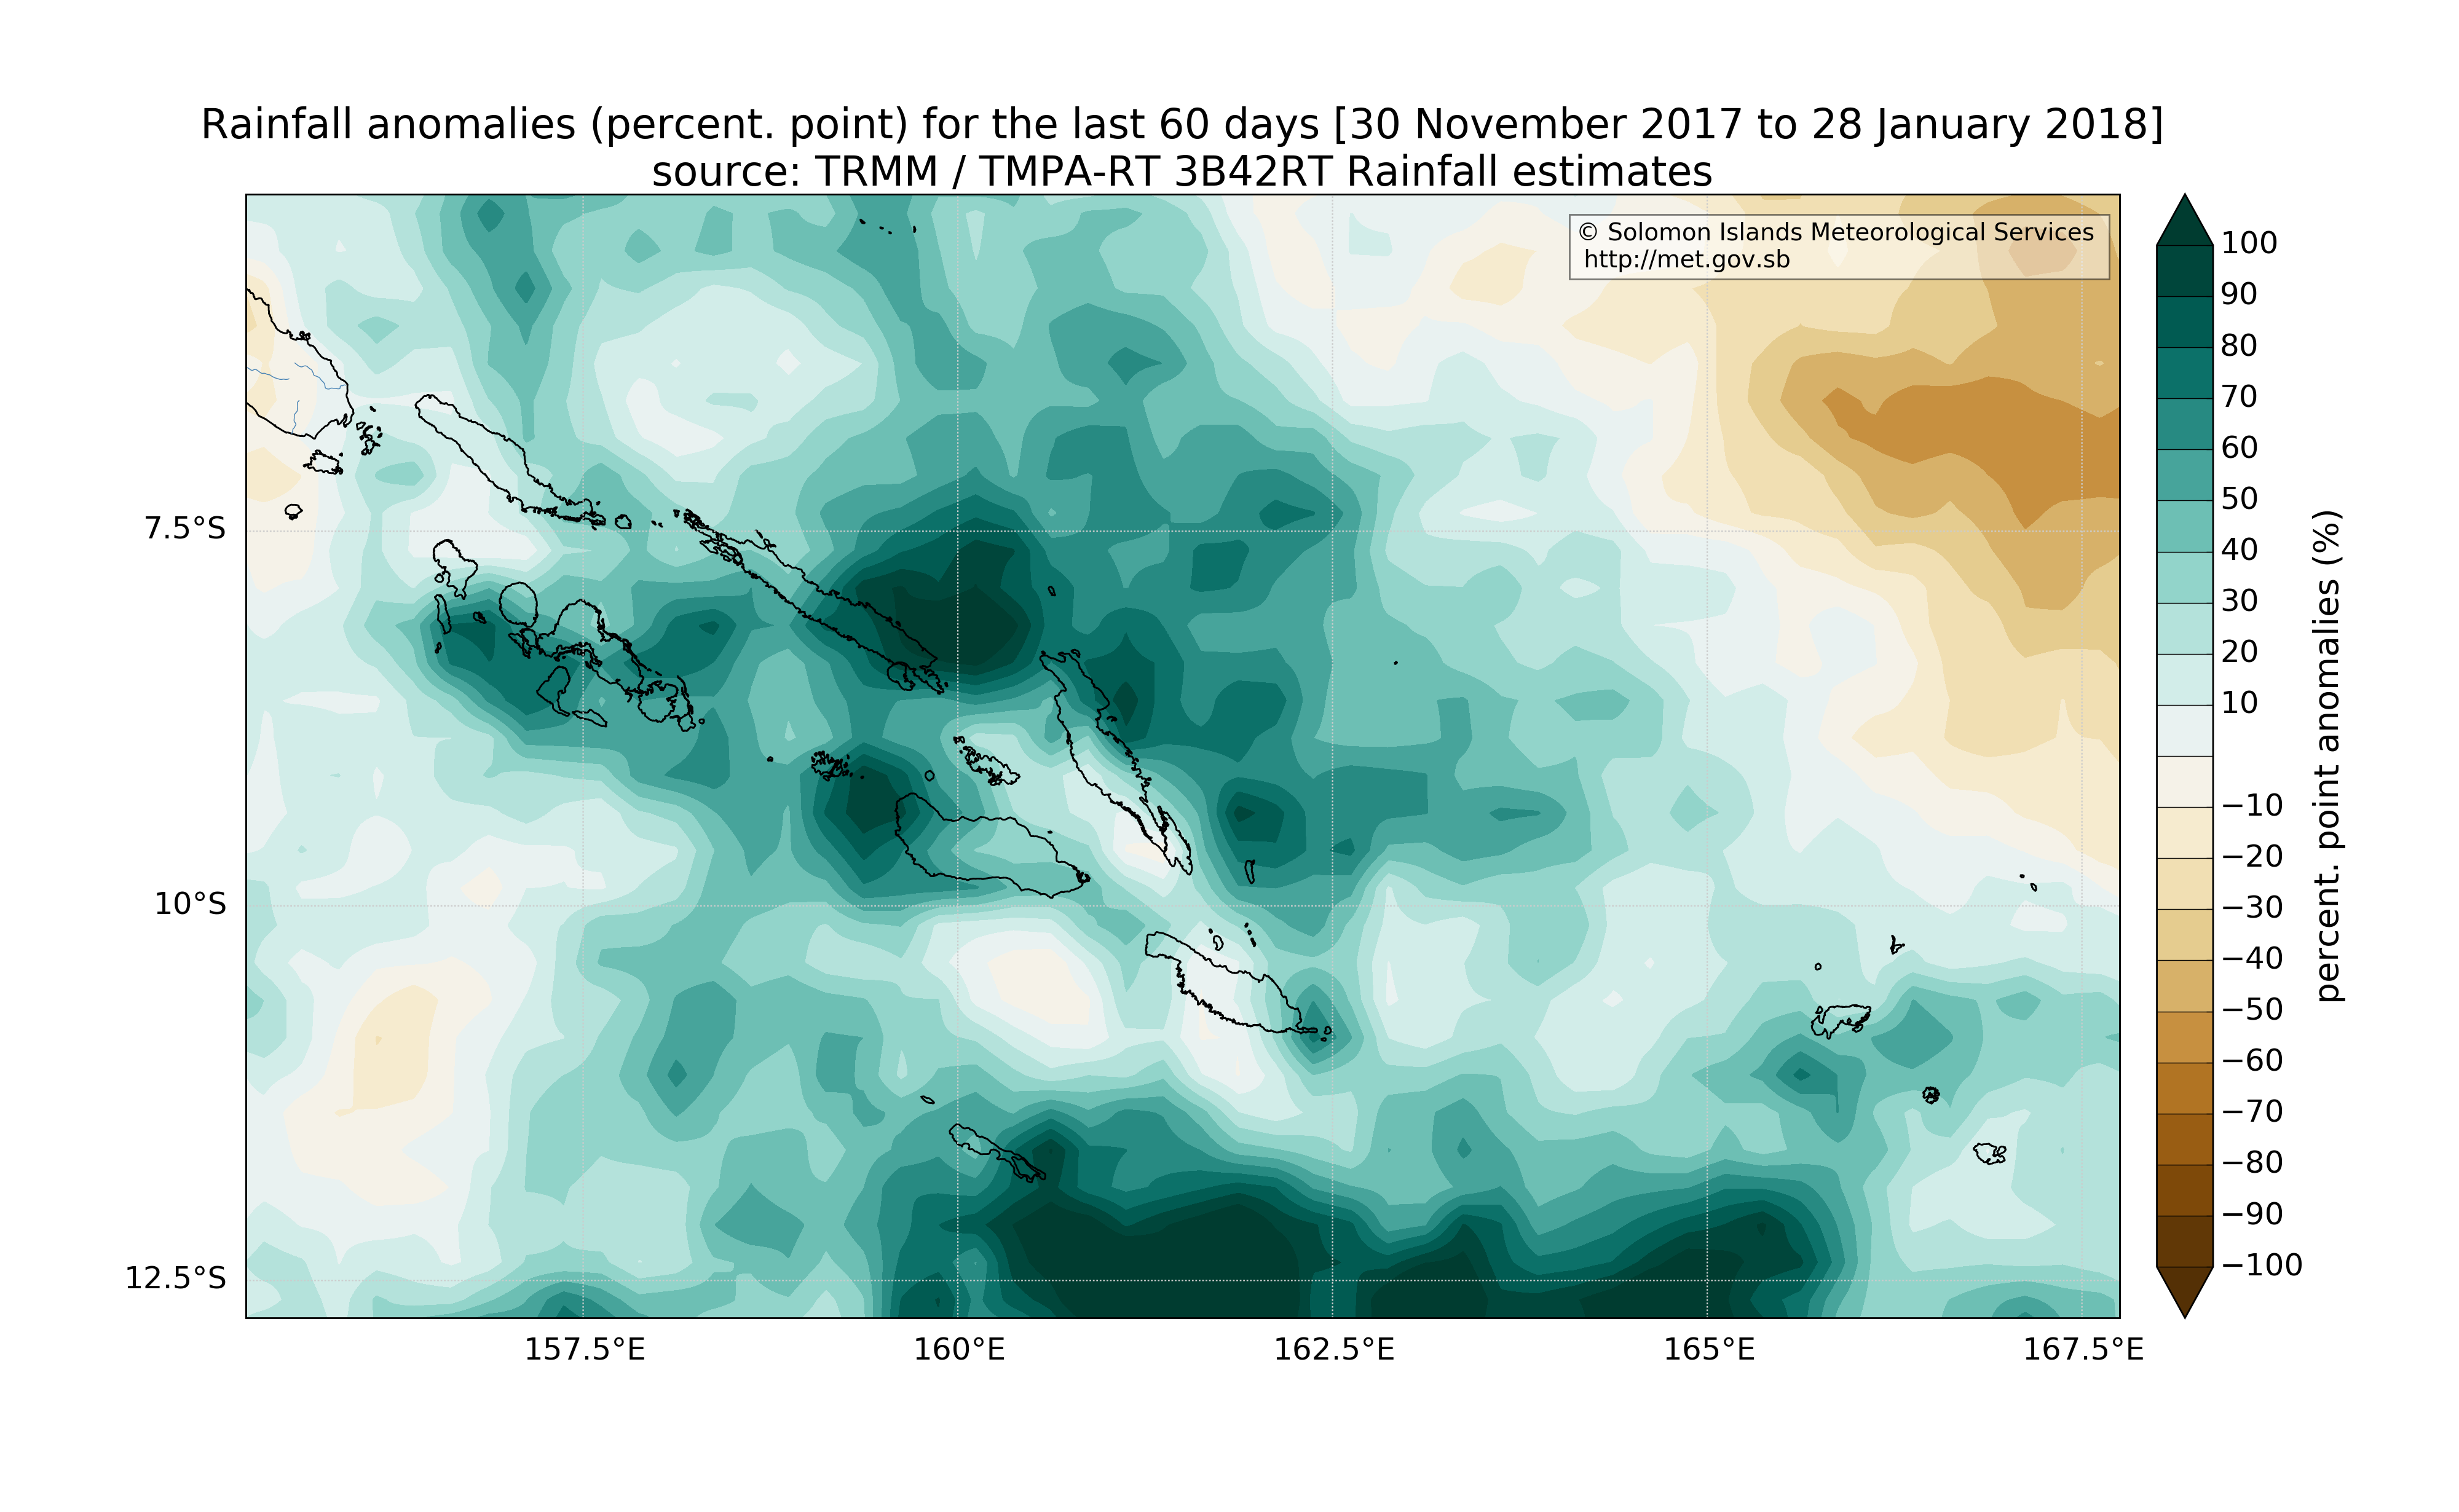 Rainfall anomalies (percent. point) for the last 60 days [30 November 2017 to 28 January 2018]
source: TRMM / TMPA-RT 3B42RT Rainfall estimates
© Solomon Islands Meteorological Services
http://met.gov.sb
7.5°S
10°S
12.5°S
157.5°E
160°E
162.5°E
165°E
167.5°E
100
90
80
70
60
50
40
30
20
10
−10
−20
−30
−40
−50
−60
−70
−80
−90
−100
percent. point anomalies (%)